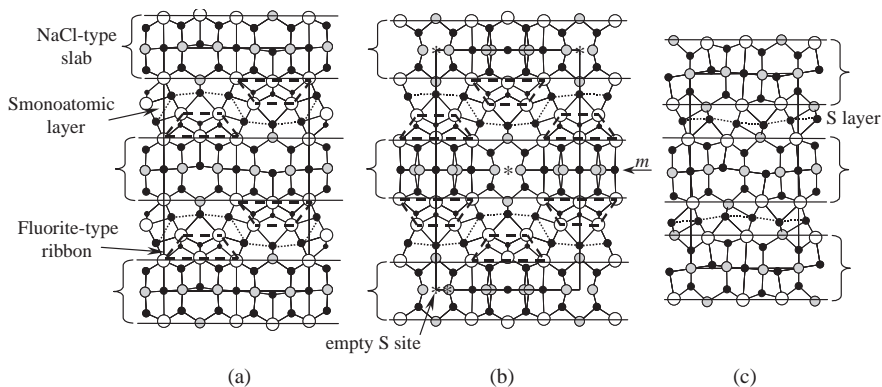 NaCl-type
slab
Smonoatomic
layer
Fluorite-type
ribbon
empty S site
m
S layer
(a)
(b)
(c)